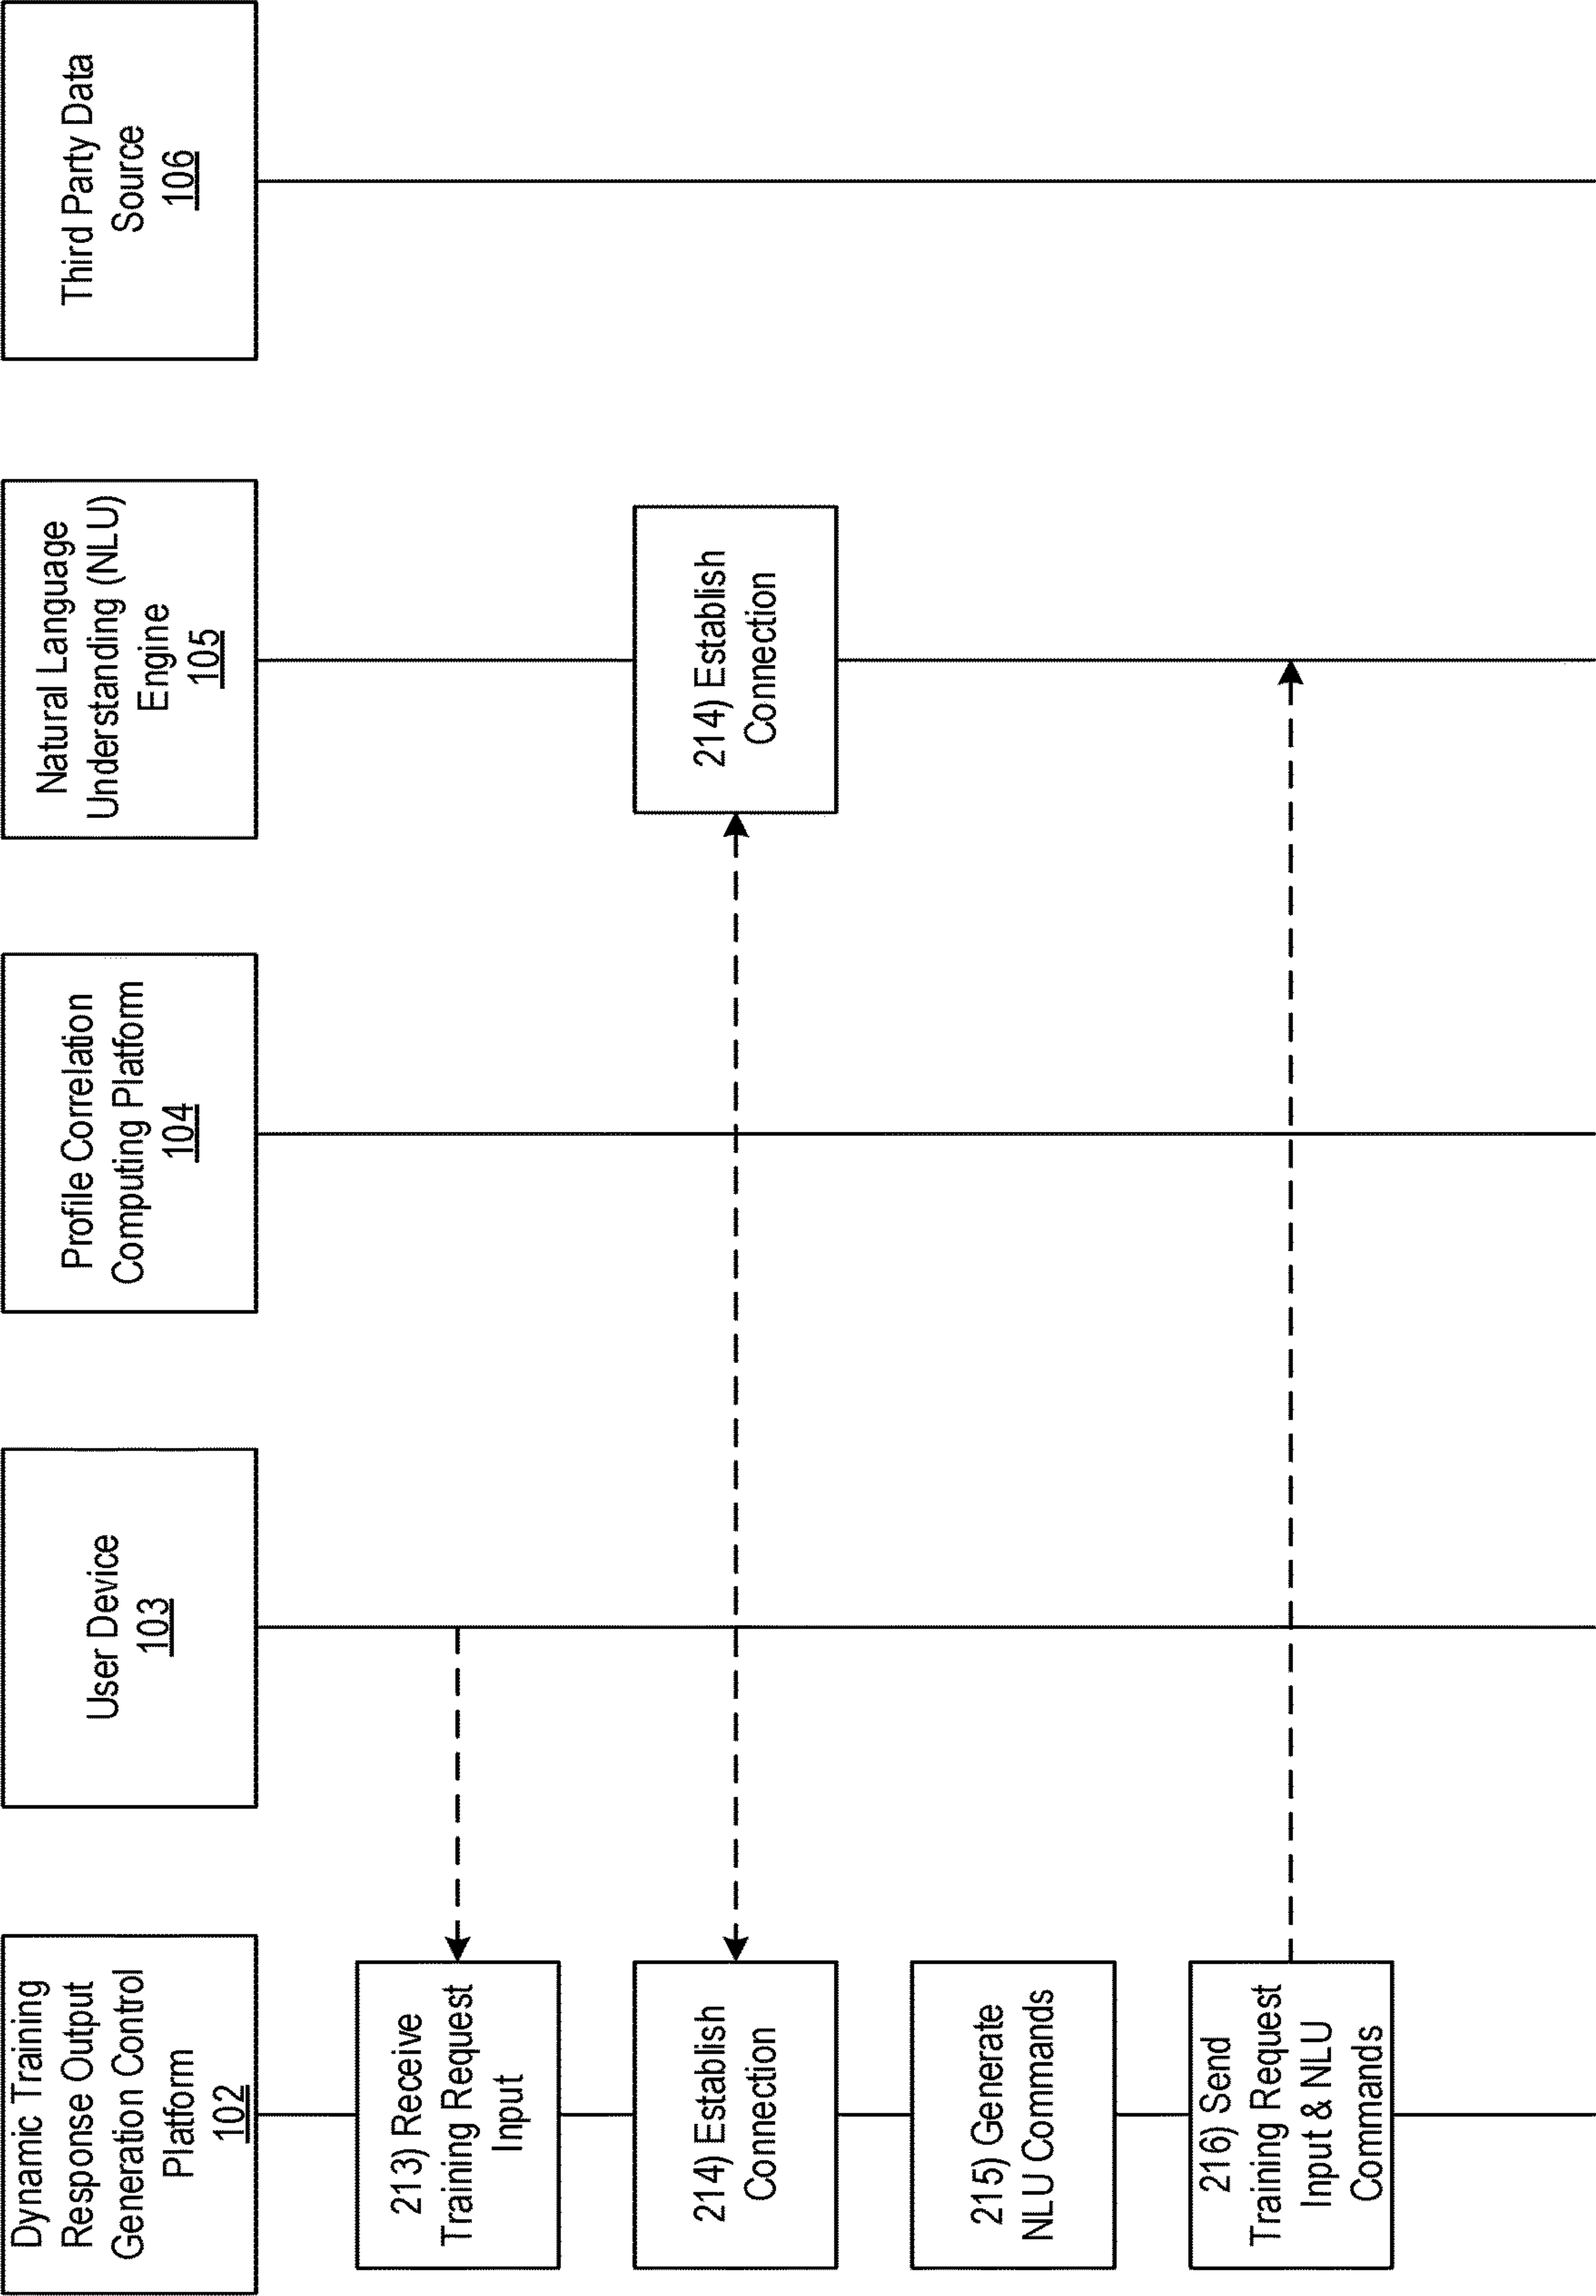 Dynamic Training
Response Output
Generation Control
Platform
102
User Device
103
Profile Correlation
Computing Platform
104
Natural Language
Understanding (NLU)
Engine
105
Third Party Data
Source
106
213) Receive
Training Request
Input
214) Establish
Connection
214) Establish
Connection
215) Generate
NLU Commands
216) Send
Training Request
Input & NLU
Commands